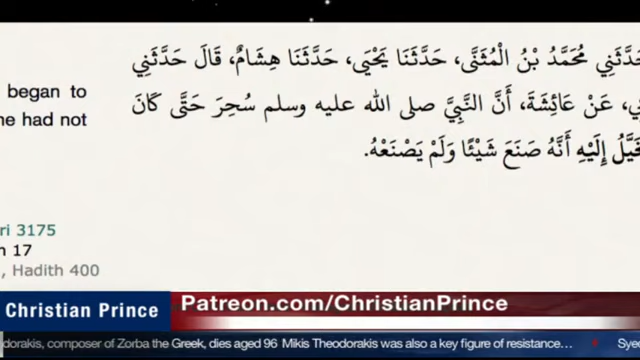 حَدَّثَنِي مُحَمَّدُ بْنُ الْمُثَنَّى، حَدَّثَنَا يَحْيَى، حَدَّثَنَا هِشَامٌ، قَالَ حَدَّثَنِي
began to
عَنْ عَائِشَةَ، أَنَّ النَّبِيَّ صلى الله عليه وسلم سُحِرَ حَتَّى كَانَ
he had not
إِلَيْهِ أَنَّهُ صَنَعَ شَيْئًا وَلَمْ يَصْنَعْهُ.
ri 3175
17
, Hadith 400
Christian Prince
Patreon.com/ChristianPrince
dorakis, composer of Zorba the Greek, dies aged 96 Mikis Theodorakis was also a key figure of resistance… Sye